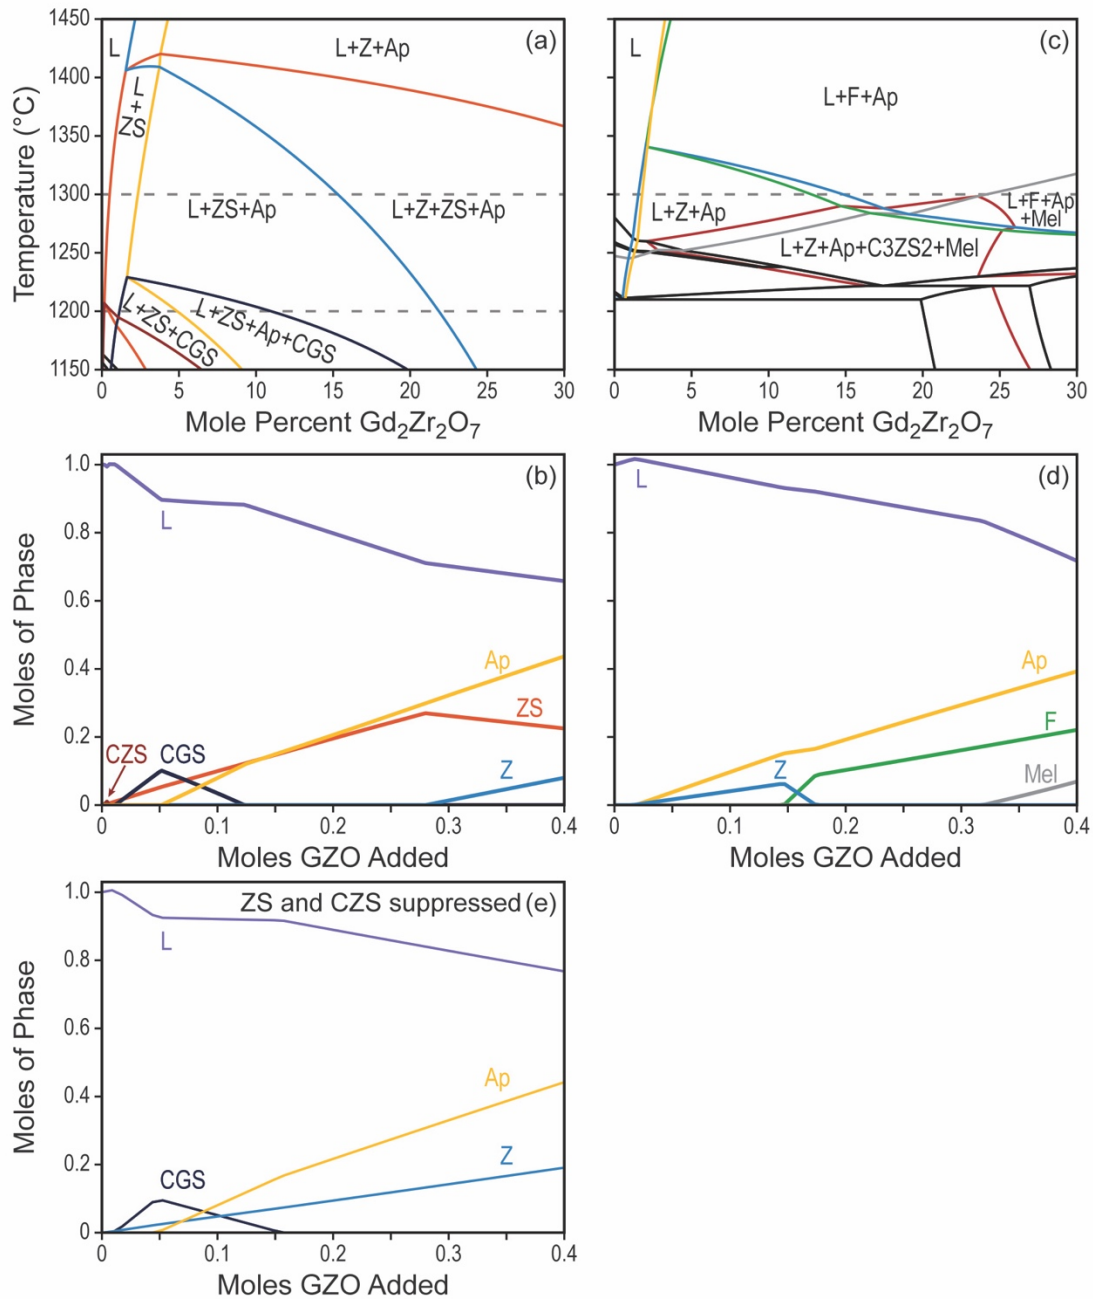 1450
1400
1350
1300
1250
1200
1150
Temperature (°C)
(a)
L
L+Z+Ap
L
+
ZS
L+ZS+Ap
L+Z+ZS+Ap
L+ZS+CGS
L+ZS+Ap+CGS
0 5 10 15 20 25 30
Mole Percent Gd₂Zr₂O₇
(c)
L
L+F+Ap
L+Z+Ap
L+F+Ap
+Mel
L+Z+Ap+C3ZS2+Mel
0 5 10 15 20 25 30
Mole Percent Gd₂Zr₂O₇
1.0
0.8
0.6
0.4
0.2
0
Moles of Phase
(b)
L
Ap
ZS
CZS
CGS
Z
0 0.1 0.2 0.3 0.4
Moles GZO Added
(d)
L
Ap
F
Z
Mel
0 0.1 0.2 0.3 0.4
Moles GZO Added
1.0
0.8
0.6
0.4
0.2
0
Moles of Phase
ZS and CZS suppressed (e)
L
Ap
CGS
Z
0 0.1 0.2 0.3 0.4
Moles GZO Added